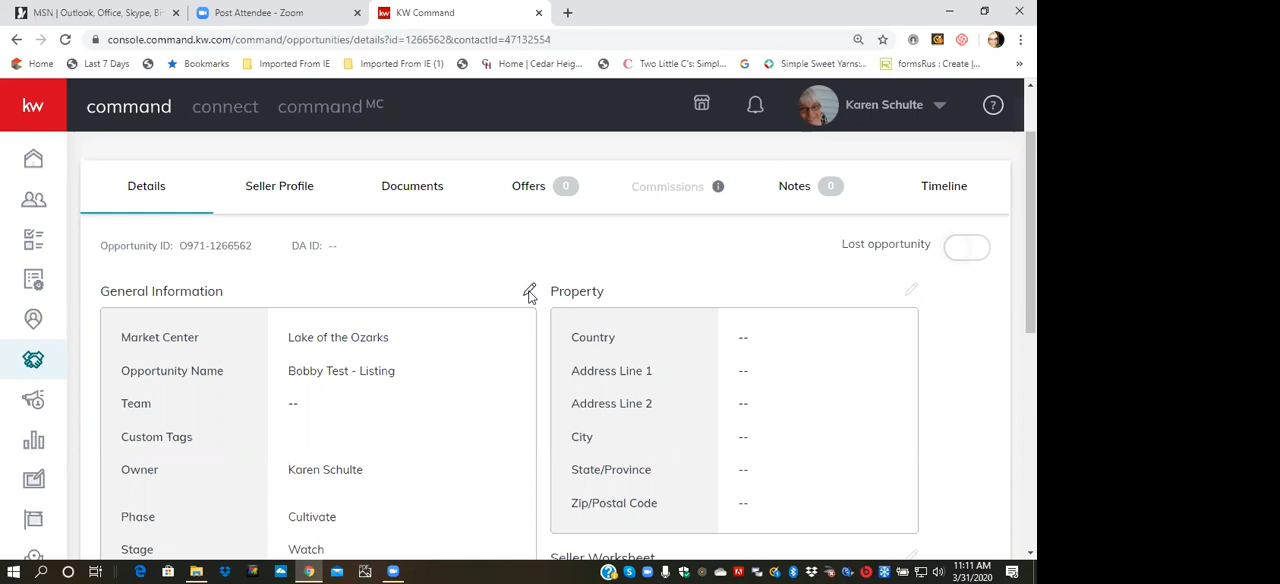 MSN | Outlook, Office, Skype, Bi
Post Attendee - Zoom
KW Command
console.command.kw.com/command/opportunities/details?id=1266562&contactId=47132554
Home
Last 7 Days
Bookmarks
Imported From IE
Imported From IE (1)
Home | Cedar Heig...
Two Little C's: Simpl...
Simple Sweet Yarns:...
formsRus : Create |...
»
kw
command
connect
command MC
Karen Schulte
Details
Seller Profile
Documents
Offers 0
Commissions
Notes 0
Timeline
Opportunity ID: O971-1266562
DA ID: --
Lost opportunity
General Information
Property
Market Center
Lake of the Ozarks
Country
--
Opportunity Name
Bobby Test - Listing
Address Line 1
--
Team
--
Address Line 2
--
Custom Tags
City
--
Owner
Karen Schulte
State/Province
--
Phase
Cultivate
Zip/Postal Code
--
Stage
Watch
Seller Worksheet
11:11 AM
3/31/2020